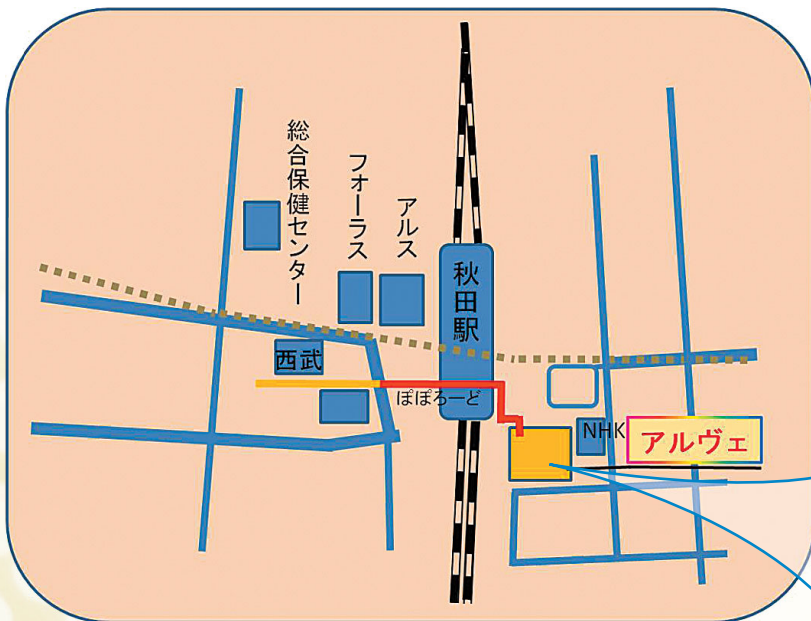 総合保健センター
フォーラス
アルス
秋田駅
西武
ぽぽろーど
NHK
アルヴェ